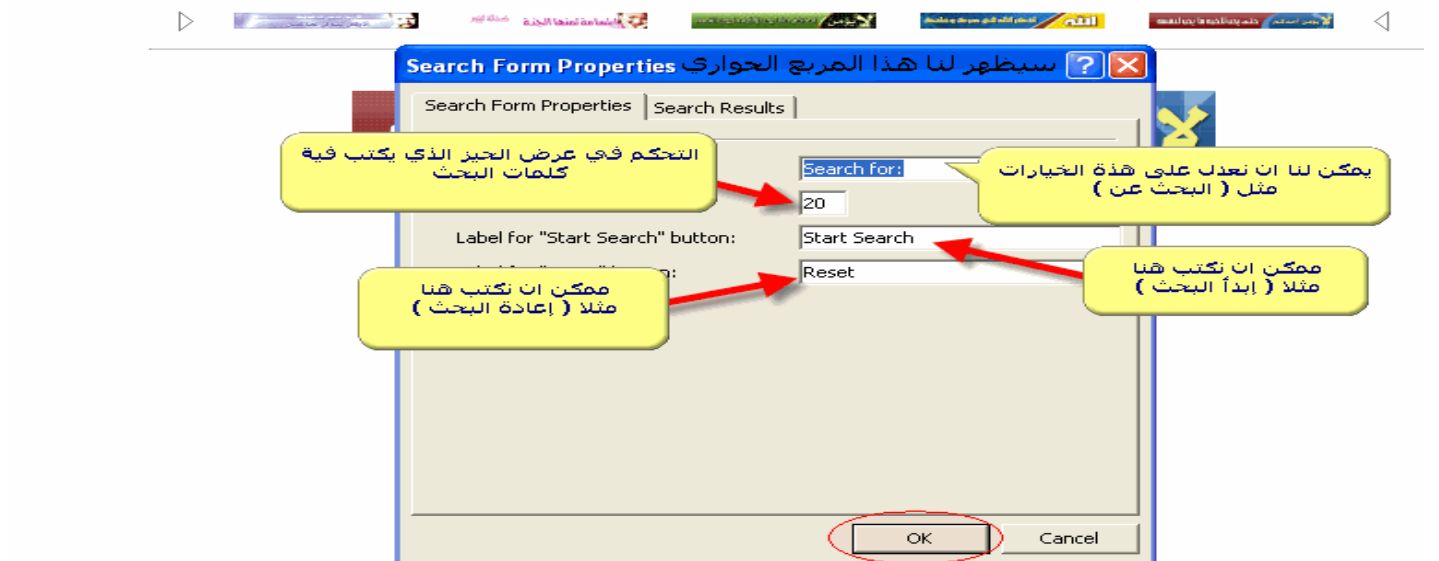 Search Form Properties سيظهر لنا هذا المربع الحواري
Search Form Properties
Search Results
التحكم في عرض الحيز الذي يكتب فية
كلمات البحث
Search for:
يمكن لنا ان نعدل على هذة الخيارات
مثل ( البحث عن )
20
Label for "Start Search" button:
Start Search
Reset
ممكن ان نكتب هنا
مثلا ( إبدأ البحث )
ممكن ان نكتب هنا
مثلا ( إعادة البحث )
OK
Cancel